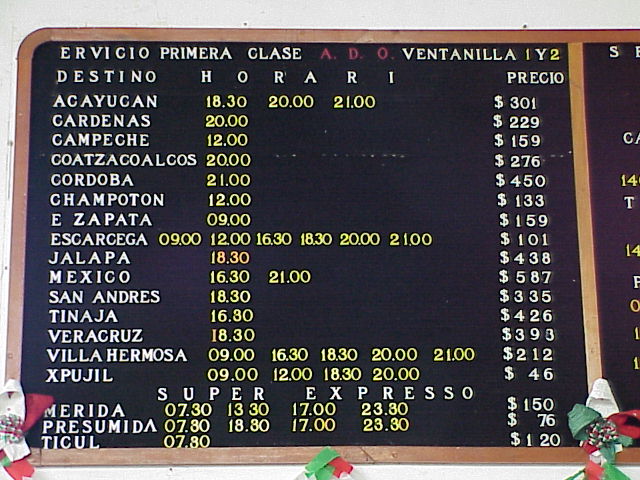 ERVICIO PRIMERA CLASE A.D.O. VENTANILLA 1 Y 2
DESTINO H O R A R I PRECIO
ACAYUCAN 18.30 20.00 21.00 $ 301
CARDENAS 20.00 $ 229
CAMPECHE 12.00 $ 159
COATZACOALCOS 20.00 $ 276
CORDOBA 21.00 $ 450
CHAMPOTON 12.00 $ 133
E ZAPATA 09.00 $ 159
ESCARCEGA 09.00 12.00 16.30 18.30 20.00 21.00 $ 101
JALAPA 18.30 $ 438
MEXICO 16.30 21.00 $ 587
SAN ANDRES 18.30 $ 335
TINAJA 16.30 $ 426
VERACRUZ 18.30 $ 393
VILLAHERMOSA 09.00 16.30 18.30 20.00 21.00 $ 212
XPUJIL 09.00 12.00 18.30 20.00 $ 46
SUPER EXPRESSO
MERIDA 07.30 13 30 17.00 23.30 $ 150
PRESUMIDA 07.30 18.30 17.00 23.30 $ 76
TICUL 07.30 $ 120
S E
CA
14
T
14